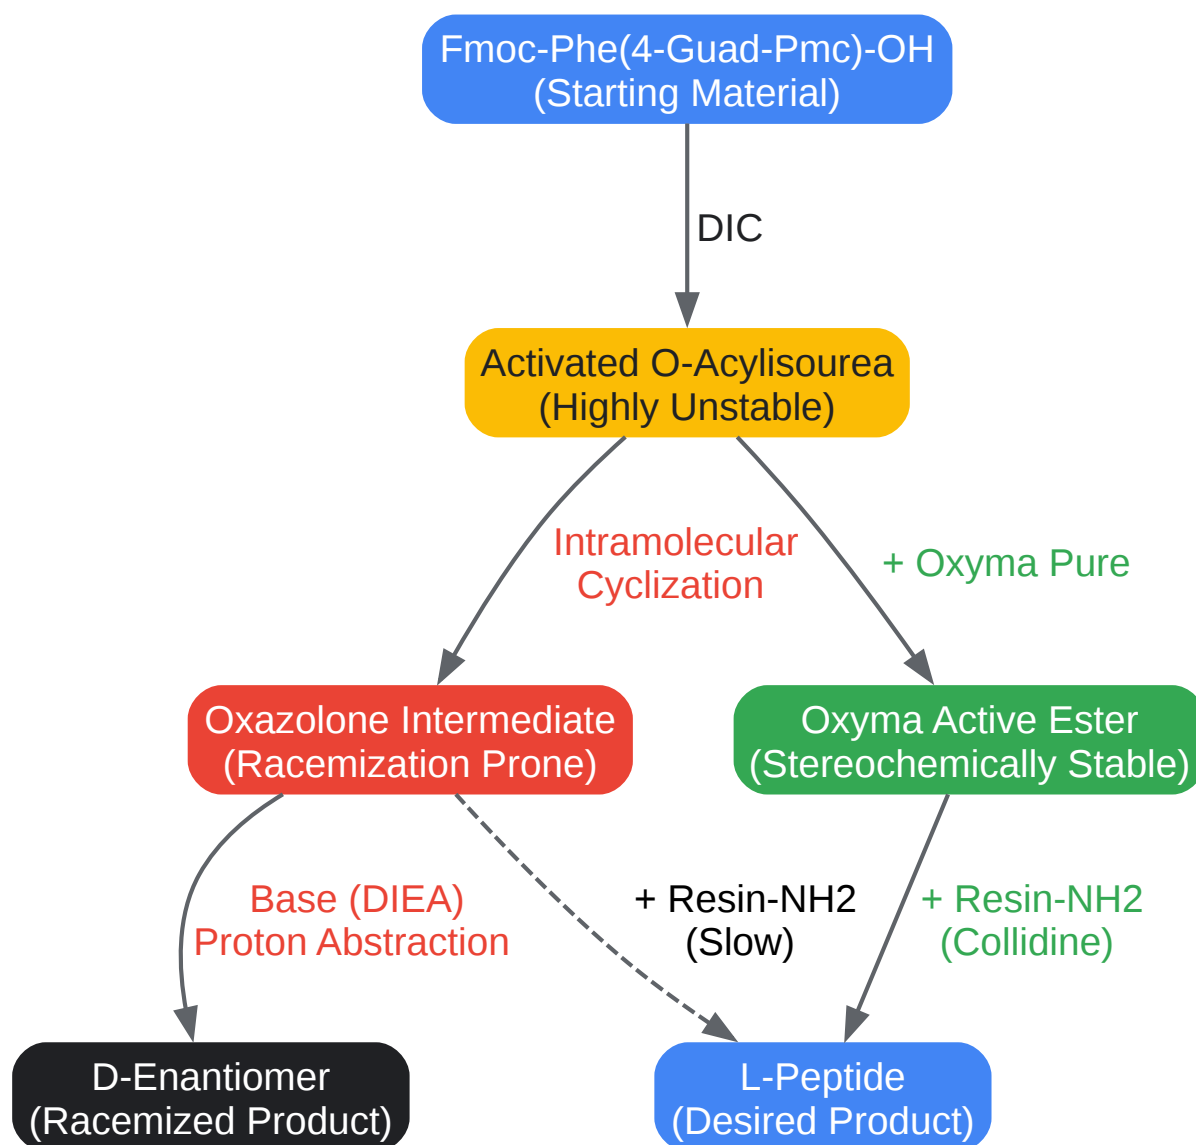 Fmoc-Phe(4-Guad-Pmc)-OH
(Starting Material)
DIC
Activated O-Acylisourea
(Highly Unstable)
Intramolecular
Cyclization
+ Oxyma Pure
Oxazolone Intermediate
(Racemization Prone)
Oxyma Active Ester
(Stereochemically Stable)
Base (DIEA)
Proton Abstraction
+ Resin-NH2
(Slow)
+ Resin-NH2
(Collidine)
D-Enantiomer
(Racemized Product)
L-Peptide
(Desired Product)